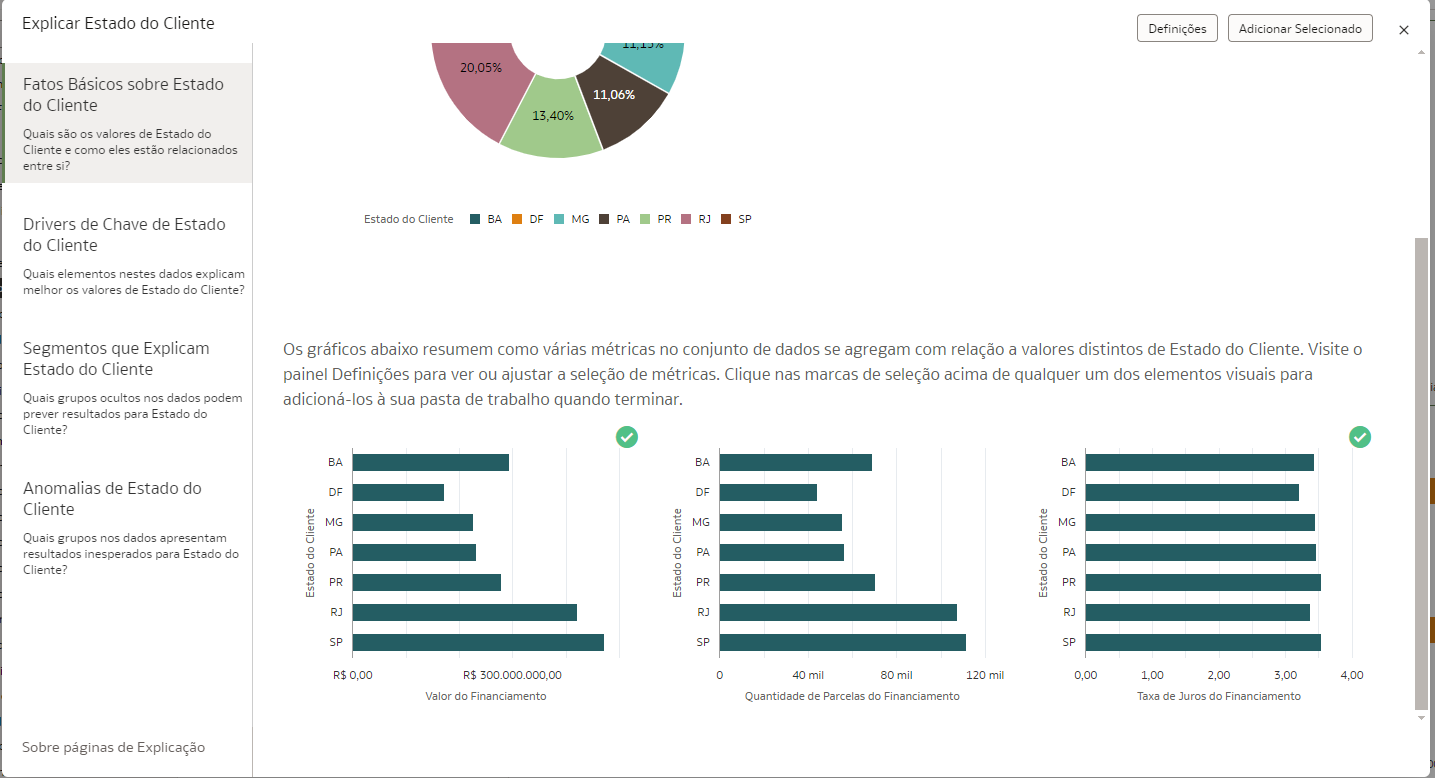 Explicar Estado do Cliente
Definições
Adicionar Selecionado
Fatos Básicos sobre Estado
do Cliente
Quais são os valores de Estado do
Cliente e como eles estão relacionados
entre si?
Drivers de Chave de Estado
do Cliente
Quais elementos nestes dados explicam
melhor os valores de Estado do Cliente?
Segmentos que Explicam
Estado do Cliente
Quais grupos ocultos nos dados podem
prever resultados para Estado do
Cliente?
Anomalias de Estado do
Cliente
Quais grupos nos dados apresentam
resultados inesperados para Estado do
Cliente?
Sobre páginas de Explicação
11,15%
20,05%
11,06%
13,40%
Estado do Cliente BA DF MG PA PR RJ SP
Os gráficos abaixo resumem como várias métricas no conjunto de dados se agregam com relação a valores distintos de Estado do Cliente. Visite o
painel Definições para ver ou ajustar a seleção de métricas. Clique nas marcas de seleção acima de qualquer um dos elementos visuais para
adicioná-los à sua pasta de trabalho quando terminar.
Estado do Cliente
BA
DF
MG
PA
PR
RJ
SP
R$ 0,00 R$ 300.000.000,00
Valor do Financiamento
Estado do Cliente
BA
DF
MG
PA
PR
RJ
SP
0 40 mil 80 mil 120 mil
Quantidade de Parcelas do Financiamento
Estado do Cliente
BA
DF
MG
PA
PR
RJ
SP
0,00 1,00 2,00 3,00 4,00
Taxa de Juros do Financiamento